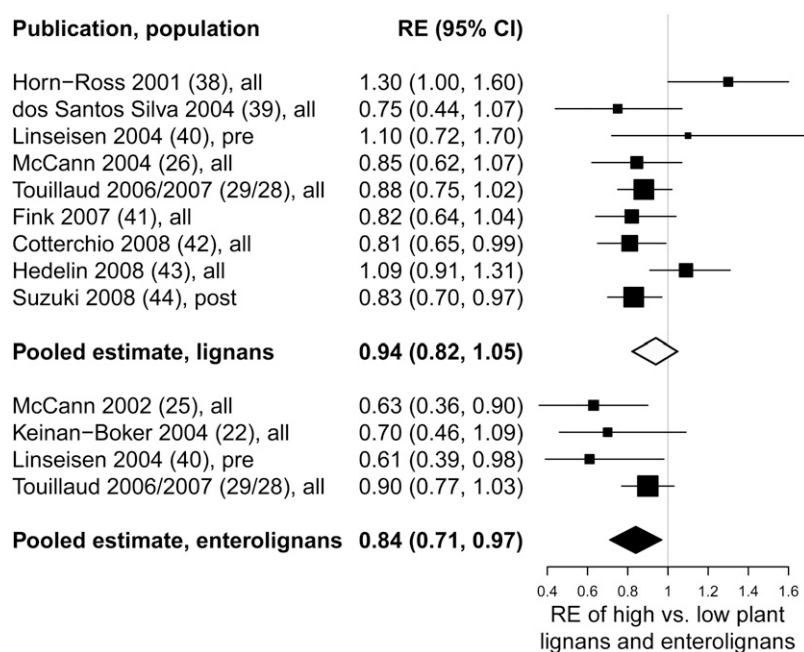 Publication, population RE (95% CI)
Horn−Ross 2001 (38), all 1.30 (1.00, 1.60)
dos Santos Silva 2004 (39), all 0.75 (0.44, 1.07)
Linseisen 2004 (40), pre 1.10 (0.72, 1.70)
McCann 2004 (26), all 0.85 (0.62, 1.07)
Touillaud 2006/2007 (29/28), all 0.88 (0.75, 1.02)
Fink 2007 (41), all 0.82 (0.64, 1.04)
Cotterchio 2008 (42), all 0.81 (0.65, 0.99)
Hedelin 2008 (43), all 1.09 (0.91, 1.31)
Suzuki 2008 (44), post 0.83 (0.70, 0.97)
Pooled estimate, lignans 0.94 (0.82, 1.05)
McCann 2002 (25), all 0.63 (0.36, 0.90)
Keinan−Boker 2004 (22), all 0.70 (0.46, 1.09)
Linseisen 2004 (40), pre 0.61 (0.39, 0.98)
Touillaud 2006/2007 (29/28), all 0.90 (0.77, 1.03)
Pooled estimate, enterolignans 0.84 (0.71, 0.97)
0.4 0.6 0.8 1 1.2 1.4 1.6
RE of high vs. low plant
lignans and enterolignans